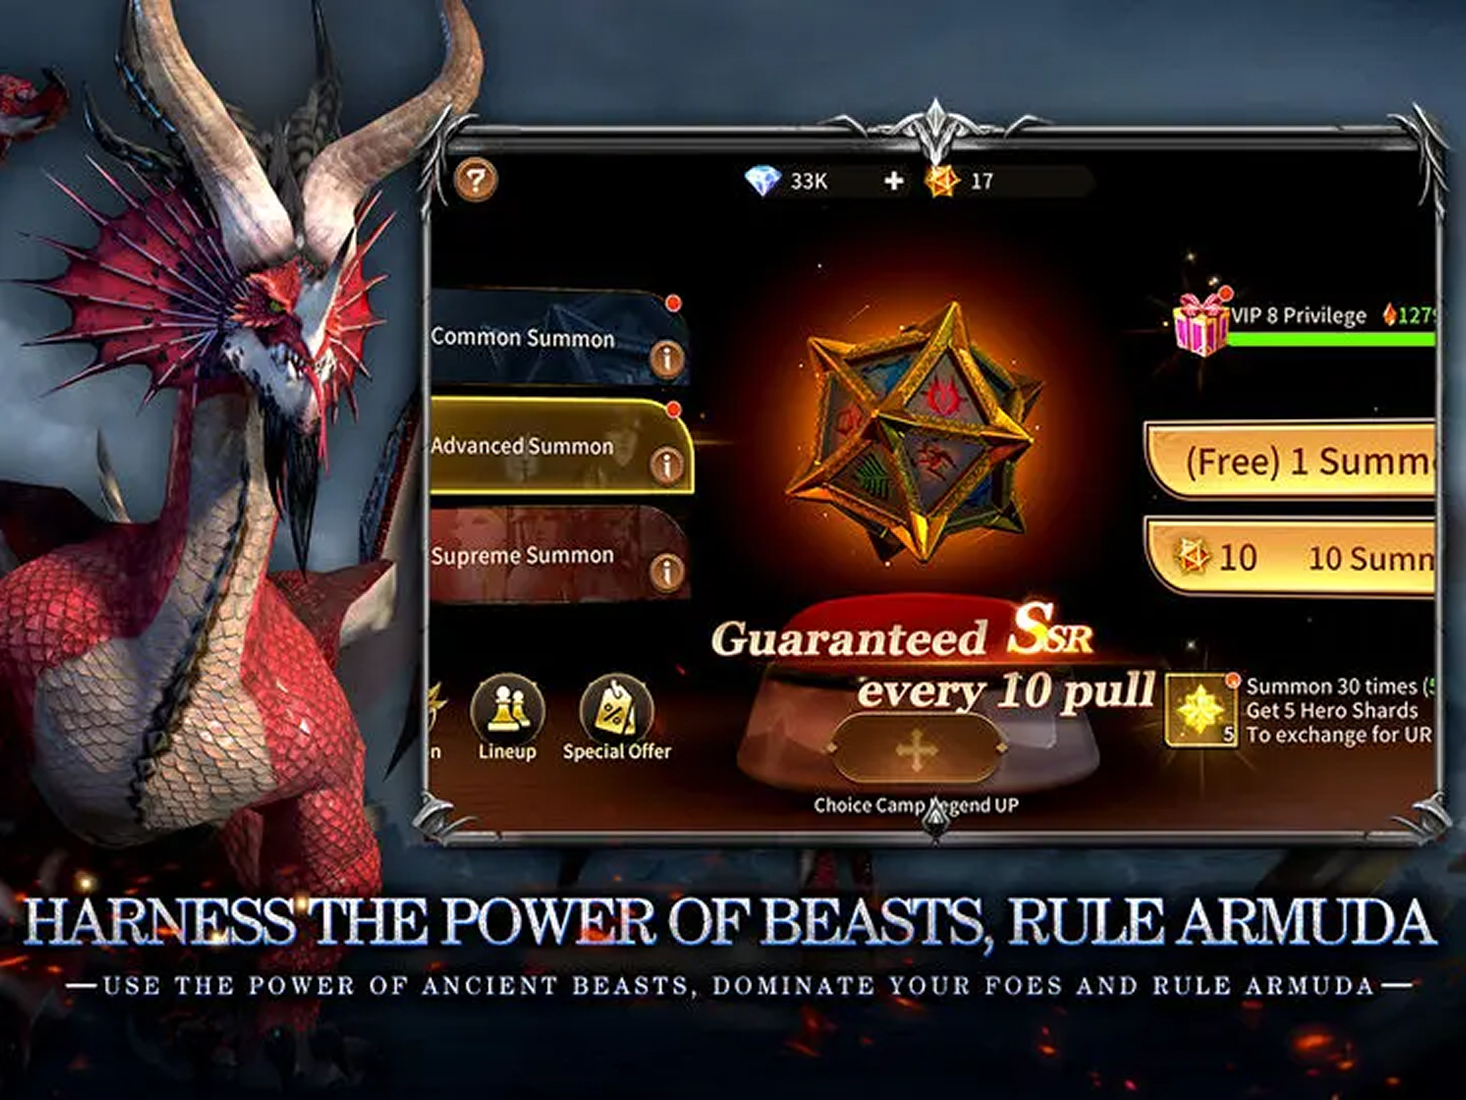 ?
33K
+
17
Common Summon
i
Advanced Summon
i
Supreme Summon
i
VIP 8 Privilege
(Free) 1 Summ
10 10 Summ
Guaranteed SSR
every 10 pull
Summon 30 times
Get 5 Hero Shards
To exchange for UR
5
Lineup
Special Offer
Choice Camp Legend UP
HARNESS THE POWER OF BEASTS, RULE ARMUDA
—USE THE POWER OF ANCIENT BEASTS, DOMINATE YOUR FOES AND RULE ARMUDA—